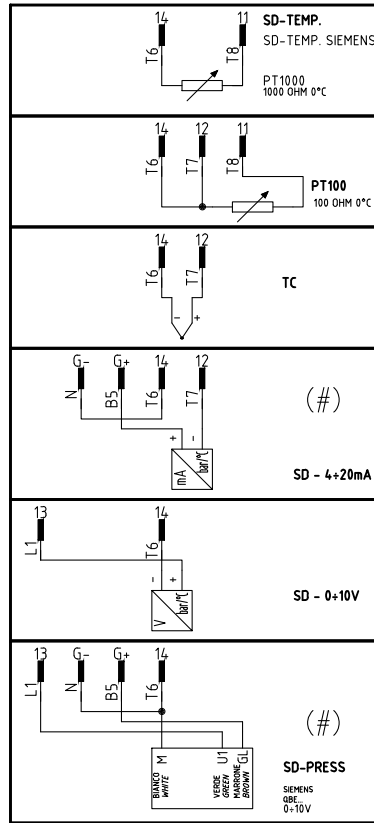 14 11 SD-TEMP.
SD-TEMP. SIEMENS
T6 T8
PT1000
1000 OHM 0°C
14 12 11
T6 T7 T8
PT100
100 OHM 0°C
14 12
T6 T7
TC
- +
G- G+ 14 12
N B5 T6 T7
(#)
+ -
mA bar/°C
SD - 4÷20mA
13 14
L1 T6
- +
V bar/°C
SD - 0÷10V
13 G- G+ 14
L1 N B5 T6
(#)
M U1 GL
BIANCO VERDE MARRONE
WHITE GREEN BROWN
SD-PRESS
SIEMENS
QBE...
0÷10V